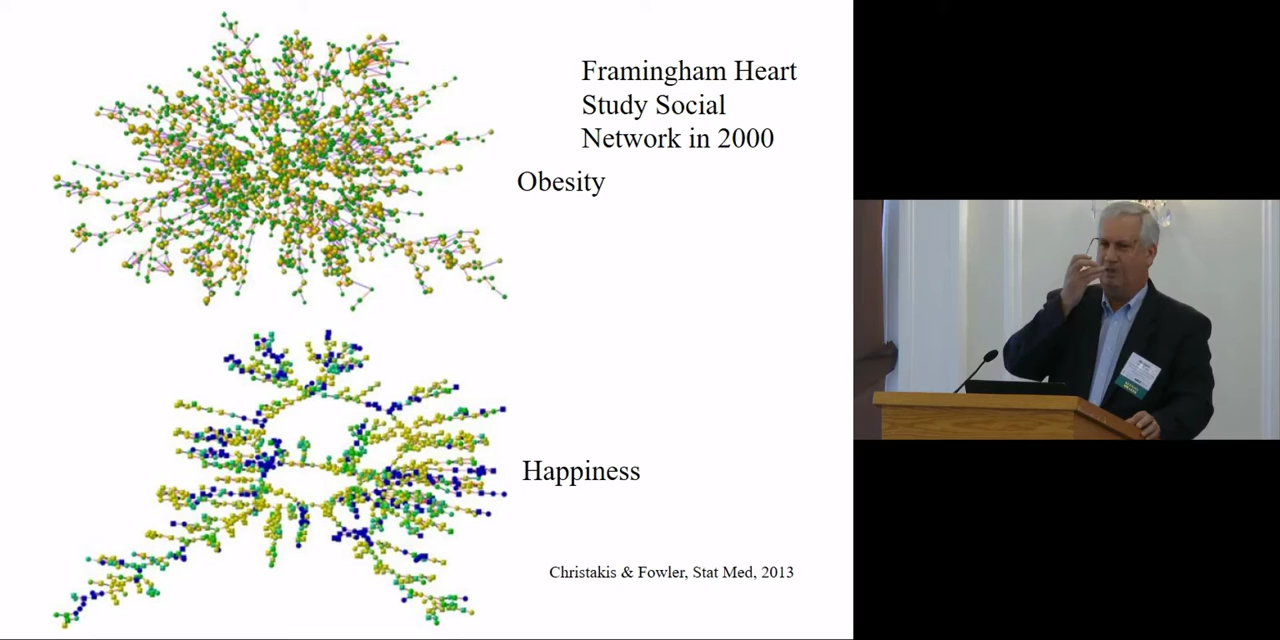 Framingham Heart
Study Social
Network in 2000
Obesity
Happiness
Christakis & Fowler, Stat Med, 2013